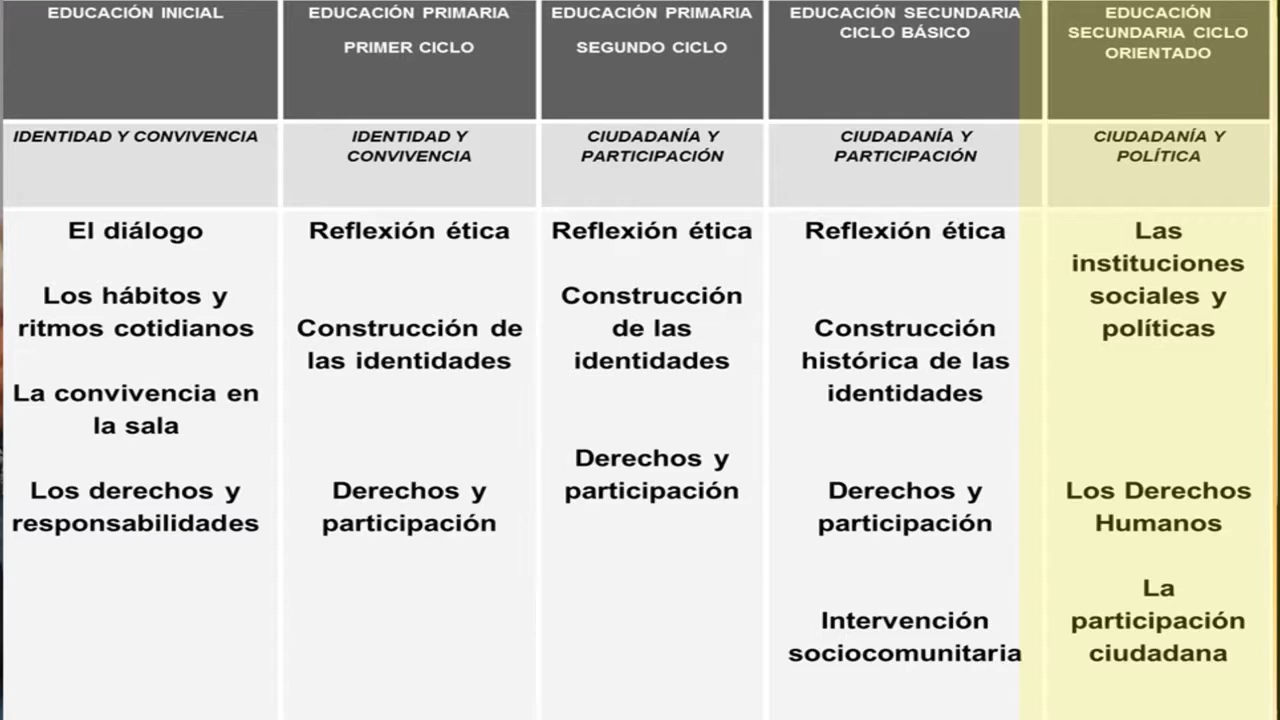 EDUCACIÓN INICIAL
EDUCACIÓN PRIMARIA
PRIMER CICLO
EDUCACIÓN PRIMARIA
SEGUNDO CICLO
EDUCACIÓN SECUNDARIA
CICLO BÁSICO
EDUCACIÓN
SECUNDARIA CICLO
ORIENTADO
IDENTIDAD Y CONVIVENCIA
IDENTIDAD Y
CONVIVENCIA
CIUDADANÍA Y
PARTICIPACIÓN
CIUDADANÍA Y
PARTICIPACIÓN
CIUDADANÍA Y
POLÍTICA
El diálogo
Los hábitos y
ritmos cotidianos
La convivencia en
la sala
Los derechos y
responsabilidades
Reflexión ética
Construcción de
las identidades
Derechos y
participación
Reflexión ética
Construcción
de las
identidades
Derechos y
participación
Reflexión ética
Construcción
histórica de las
identidades
Derechos y
participación
Intervención
sociocomunitaria
Las
instituciones
sociales y
políticas
Los Derechos
Humanos
La
participación
ciudadana